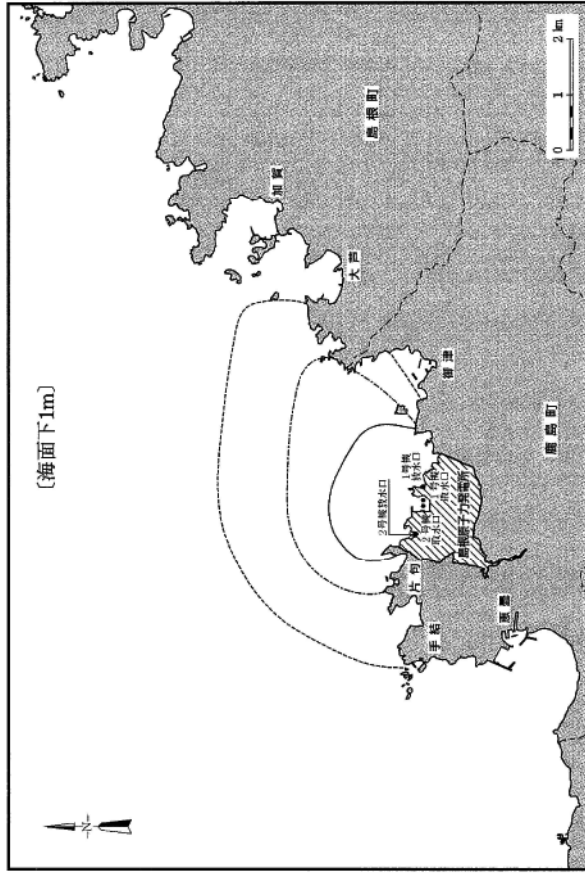 〔海面下1m〕
N
加賀
大芦
島根町
御津
2号機放水口
1号機
放水口
1号機
取水口
2号機
取水口
島根原子力発電所
片句
手結
恵曇
鹿島町
0 1 2km